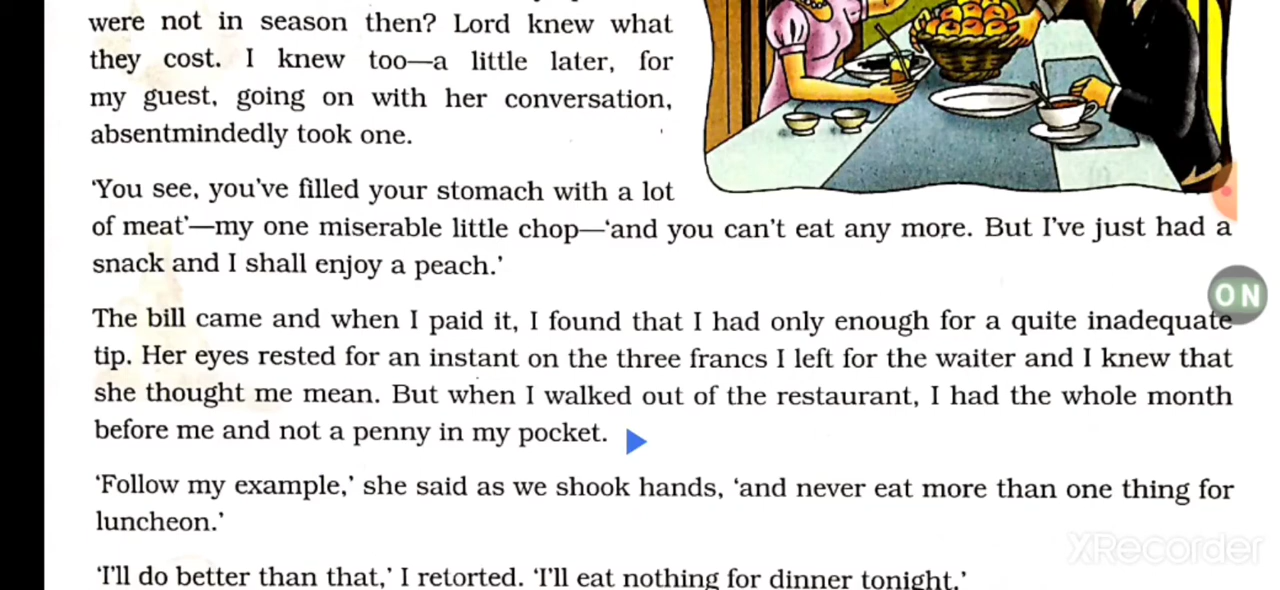 were not in season then? Lord knew what
they cost. I knew too—a little later, for
my guest, going on with her conversation,
absentmindedly took one.
‘You see, you’ve filled your stomach with a lot
of meat’—my one miserable little chop—‘and you can’t eat any more. But I’ve just had a
snack and I shall enjoy a peach.’
The bill came and when I paid it, I found that I had only enough for a quite inadequate
tip. Her eyes rested for an instant on the three francs I left for the waiter and I knew that
she thought me mean. But when I walked out of the restaurant, I had the whole month
before me and not a penny in my pocket.
‘Follow my example,’ she said as we shook hands, ‘and never eat more than one thing for
luncheon.’
‘I’ll do better than that,’ I retorted. ‘I’ll eat nothing for dinner tonight.’
ON
XRecorder